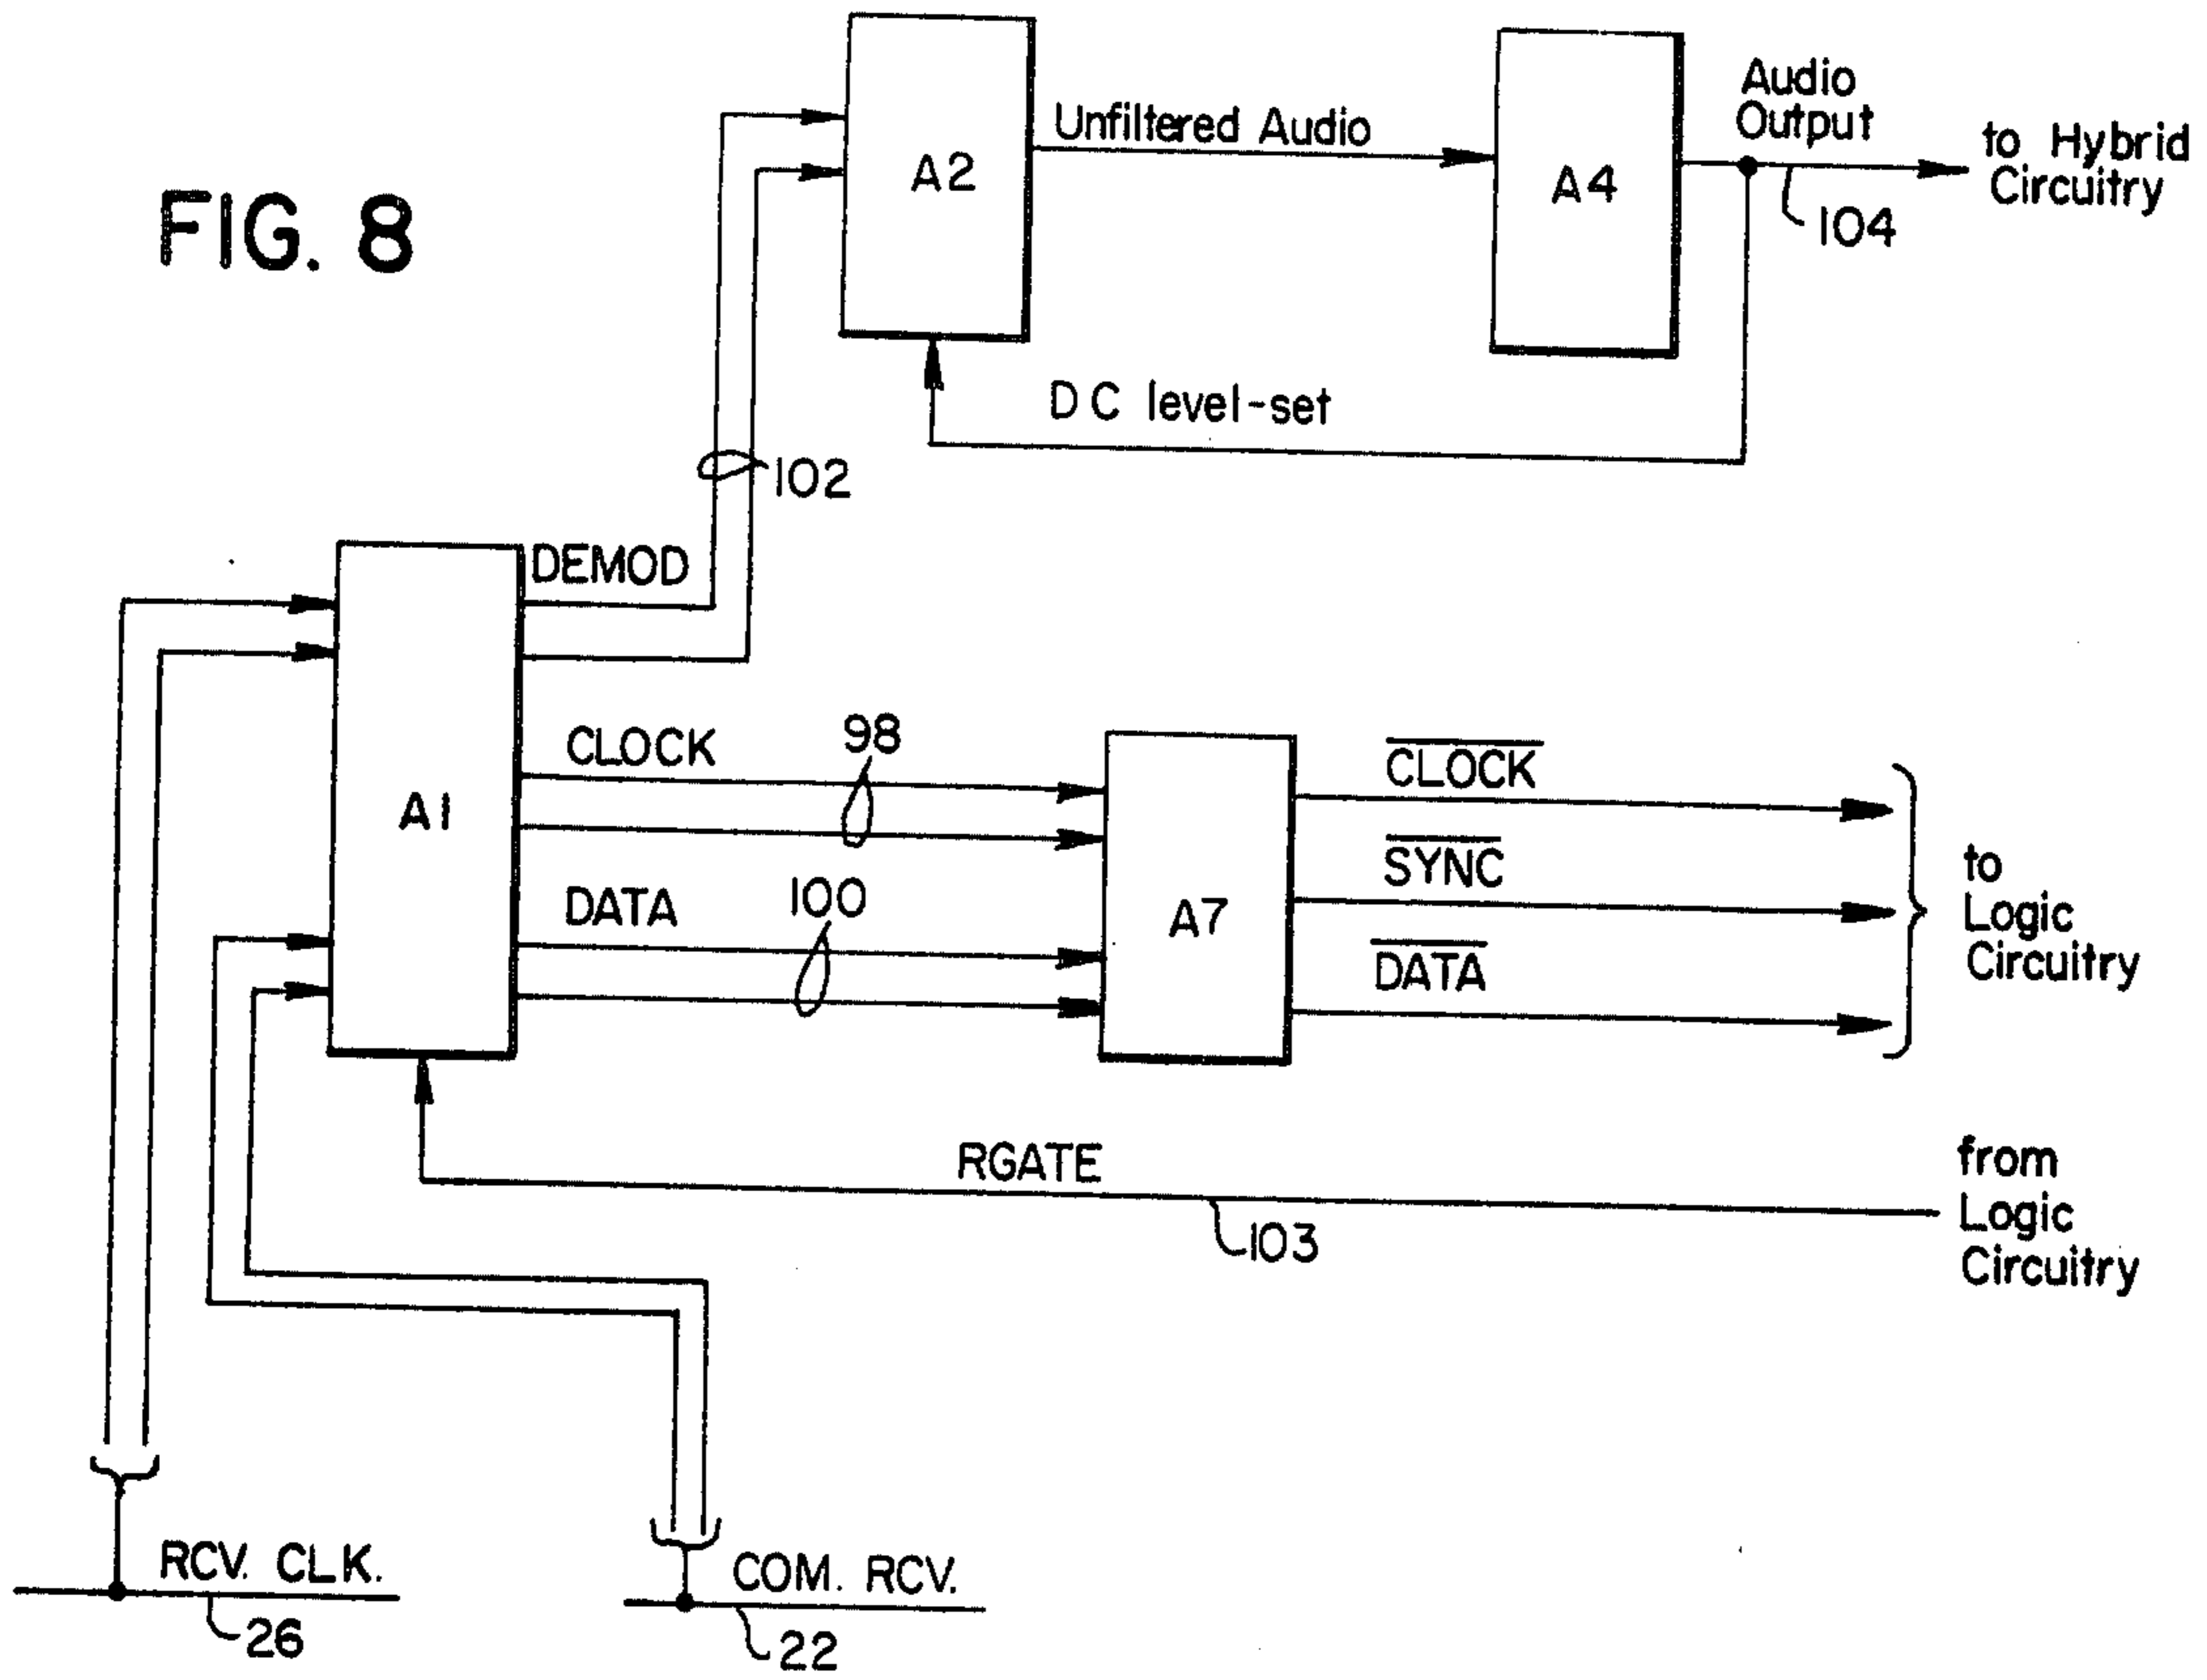 FIG. 8
A2
Unfiltered Audio
A4
Audio
Output
to Hybrid
Circuitry
104
DC level-set
102
DEMOD
A1
CLOCK
98
DATA
100
A7
CLOCK
SYNC
DATA
to
Logic
Circuitry
RGATE
103
from
Logic
Circuitry
RCV. CLK.
26
COM. RCV.
22